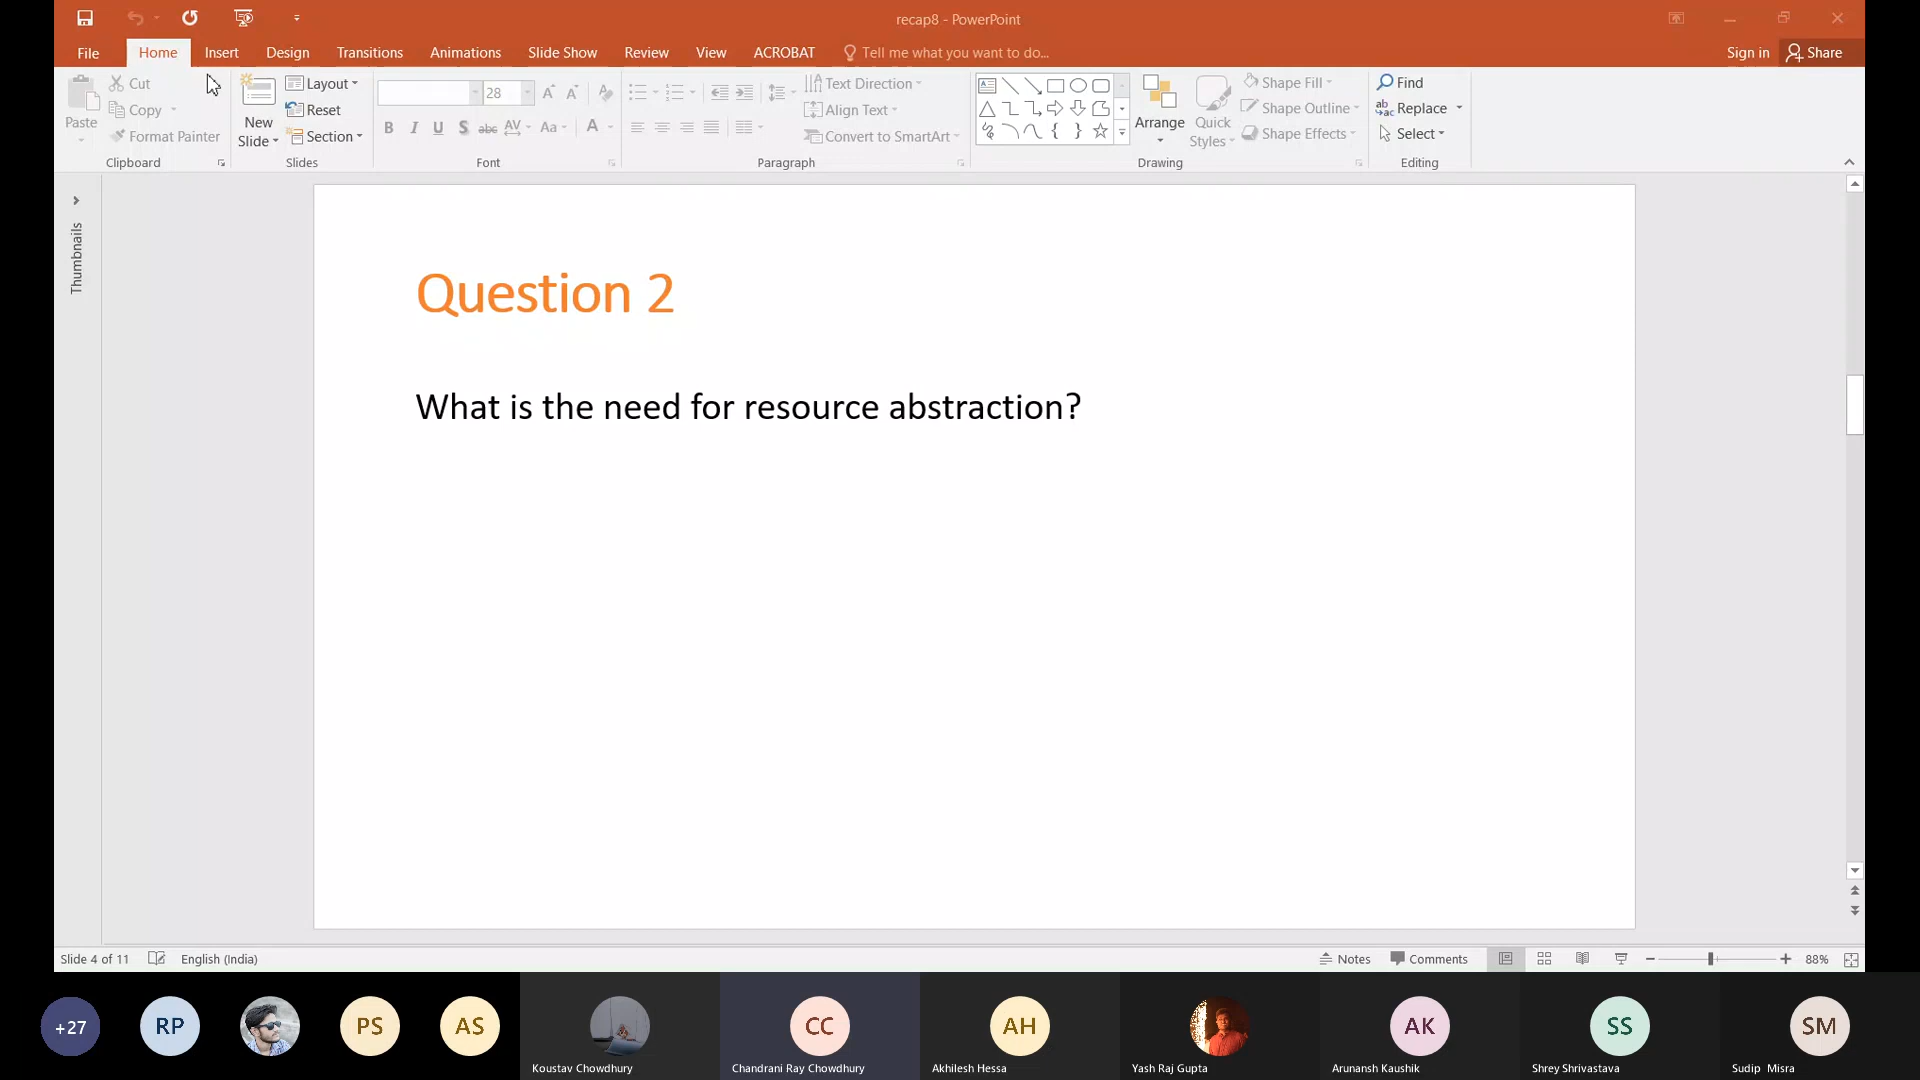 recap8 - PowerPoint
File Home Insert Design Transitions Animations Slide Show Review View ACROBAT Tell me what you want to do... Sign in Share
Paste
Cut
Copy
Format Painter
Clipboard
New Slide
Layout
Reset
Section
Slides
28
B I U S abc AV Aa A
Font
Text Direction
Align Text
Convert to SmartArt
Paragraph
Arrange
Quick Styles
Shape Fill
Shape Outline
Shape Effects
Drawing
Find
Replace
Select
Editing
Thumbnails
Question 2
What is the need for resource abstraction?
Slide 4 of 11 English (India) Notes Comments 88%
+27 RP PS AS CC AH AK SS SM
Koustav Chowdhury Chandrani Ray Chowdhury Akhilesh Hessa Yash Raj Gupta Arunansh Kaushik Shrey Shrivastava Sudip Misra